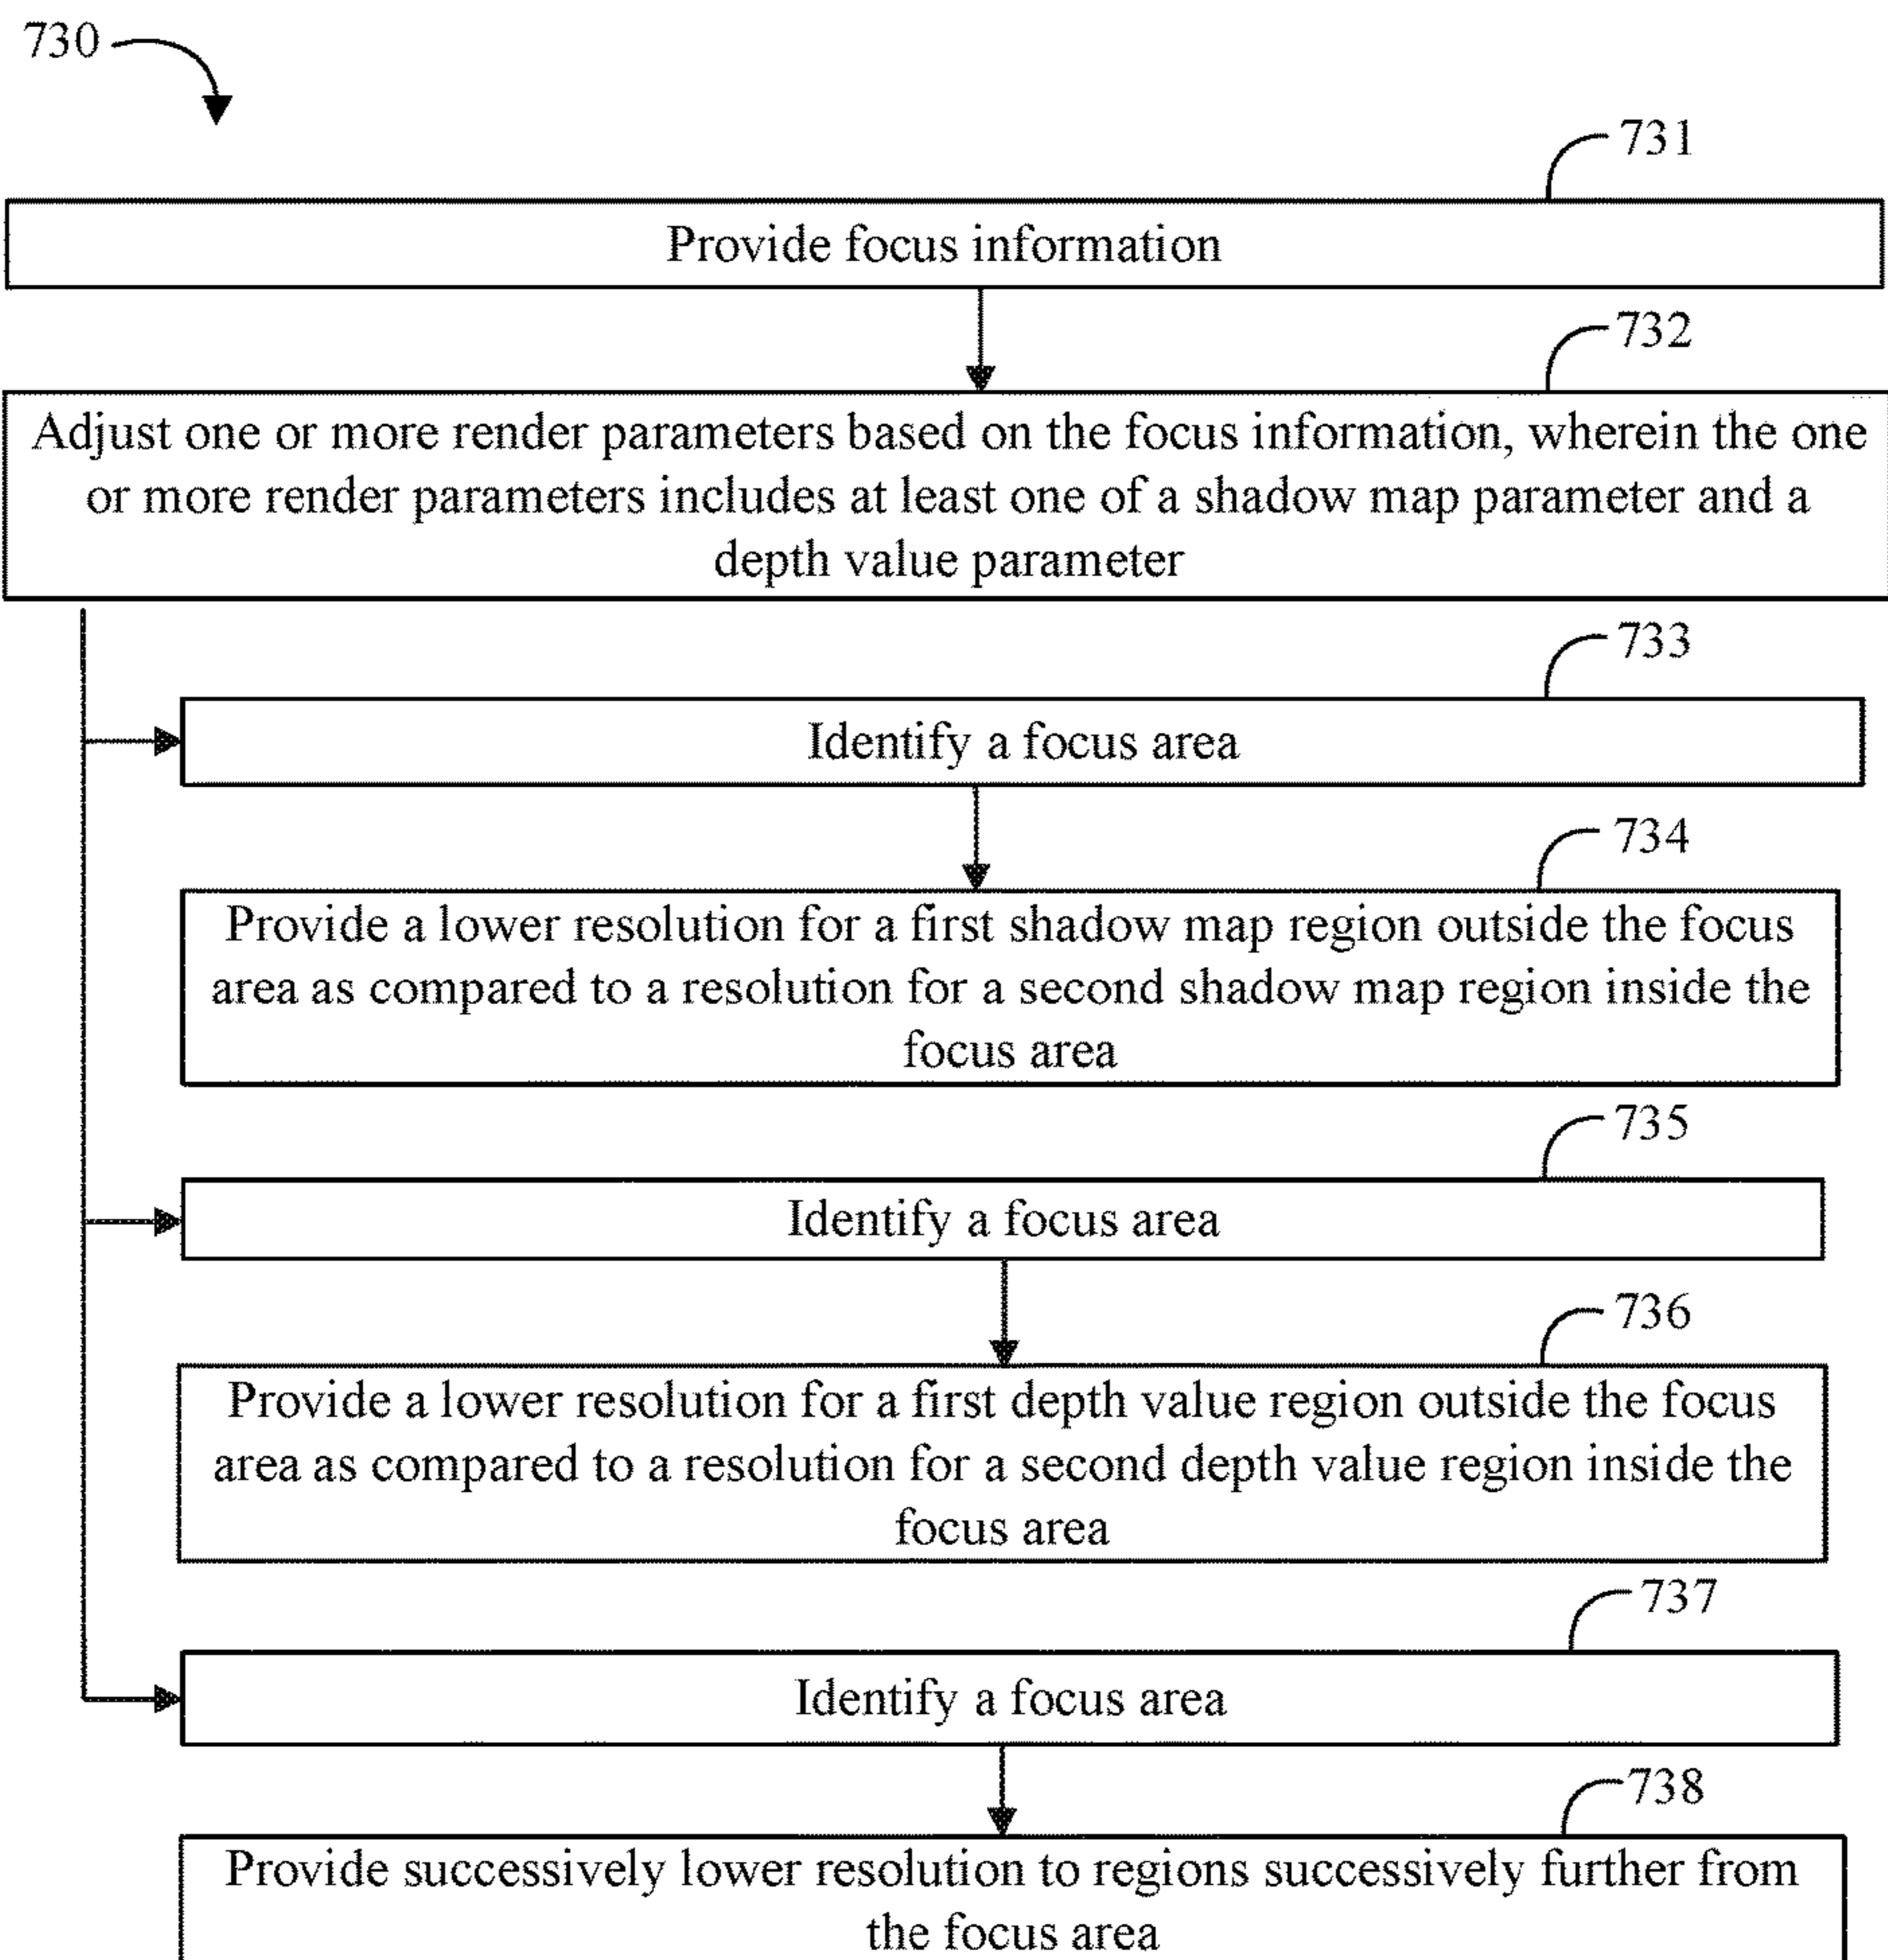 730
731
Provide focus information
732
Adjust one or more render parameters based on the focus information, wherein the one
or more render parameters includes at least one of a shadow map parameter and a
depth value parameter
733
Identify a focus area
734
Provide a lower resolution for a first shadow map region outside the focus
area as compared to a resolution for a second shadow map region inside the
focus area
735
Identify a focus area
736
Provide a lower resolution for a first depth value region outside the focus
area as compared to a resolution for a second depth value region inside the
focus area
737
Identify a focus area
738
Provide successively lower resolution to regions successively further from
the focus area